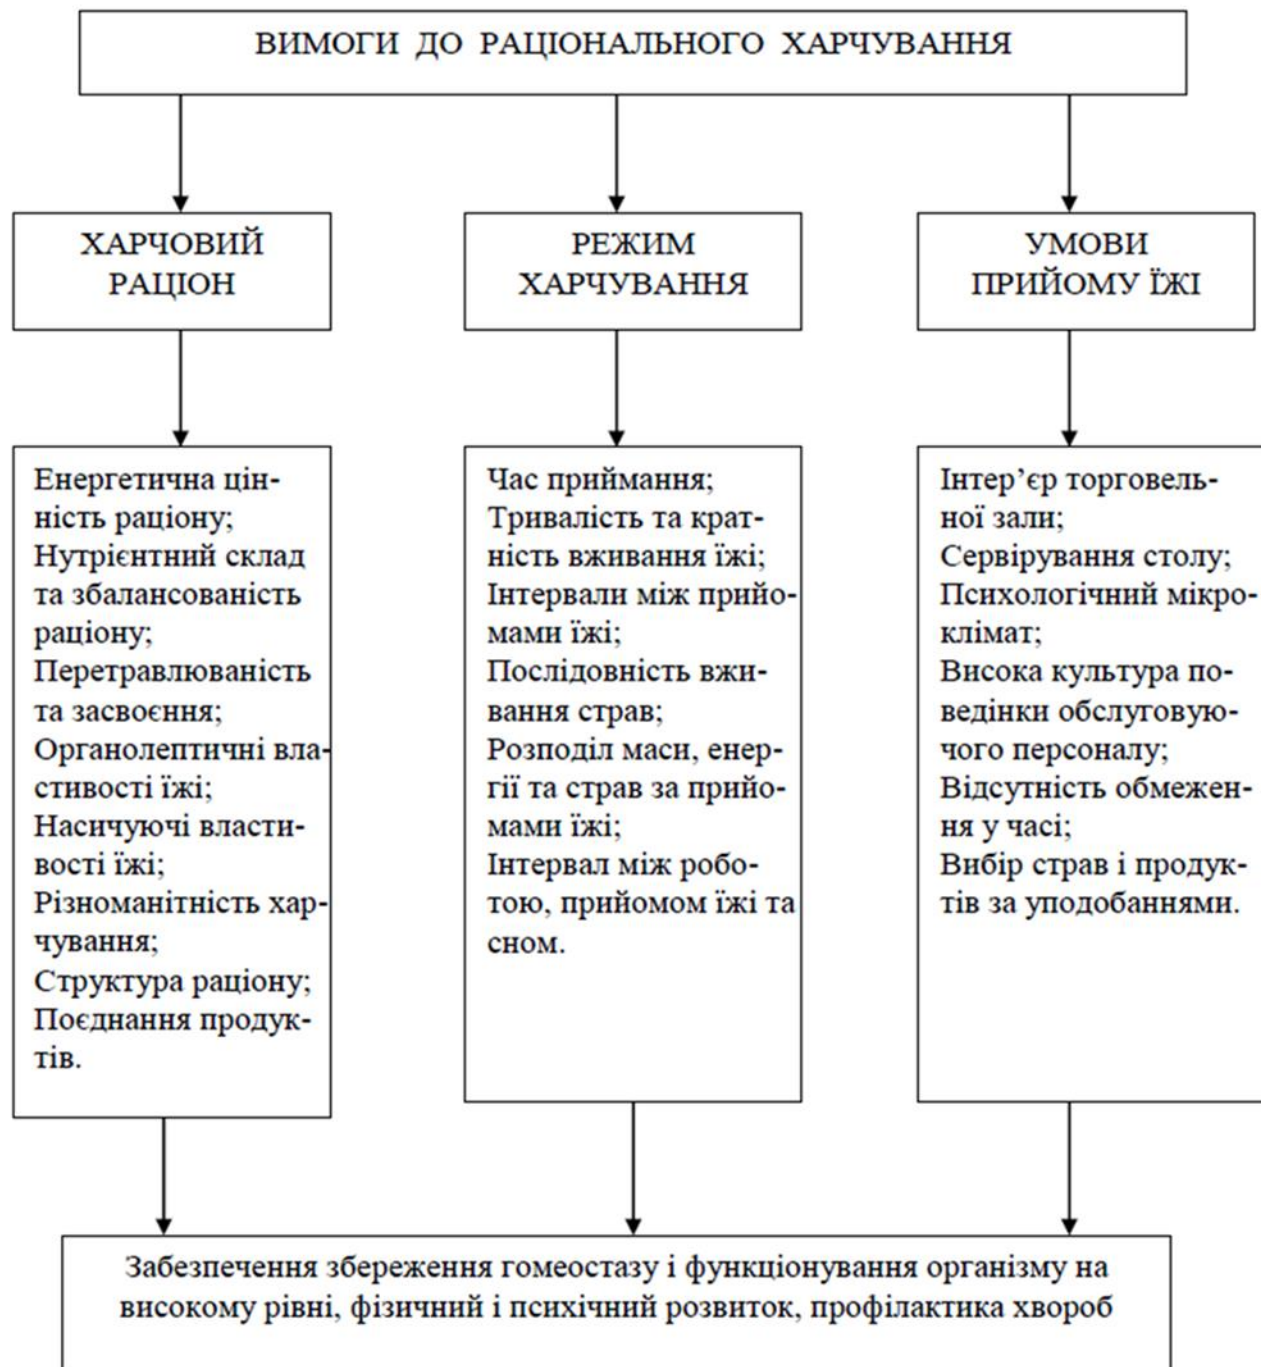 ВИМОГИ ДО РАЦІОНАЛЬНОГО ХАРЧУВАННЯ
ХАРЧОВИЙ
РАЦІОН
РЕЖИМ
ХАРЧУВАННЯ
УМОВИ
ПРИЙОМУ ЇЖІ
Енергетична цін-
ність раціону;
Нутрієнтний склад
та збалансованість
раціону;
Перетравлюваність
та засвоєння;
Органолептичні вла-
стивості їжі;
Насичуючі власти-
вості їжі;
Різноманітність хар-
чування;
Структура раціону;
Поєднання продук-
тів.
Час приймання;
Тривалість та крат-
ність вживання їжі;
Інтервали між прийо-
мами їжі;
Послідовність вжи-
вання страв;
Розподіл маси, енер-
гії та страв за прийо-
мами їжі;
Інтервал між робо-
тою, прийомом їжі та
сном.
Інтер’єр торговель-
ної зали;
Сервірування столу;
Психологічний мікро-
клімат;
Висока культура по-
ведінки обслуговую-
чого персоналу;
Відсутність обмежен-
ня у часі;
Вибір страв і продук-
тів за уподобаннями.
Забезпечення збереження гомеостазу і функціонування організму на
високому рівні, фізичний і психічний розвиток, профілактика хвороб